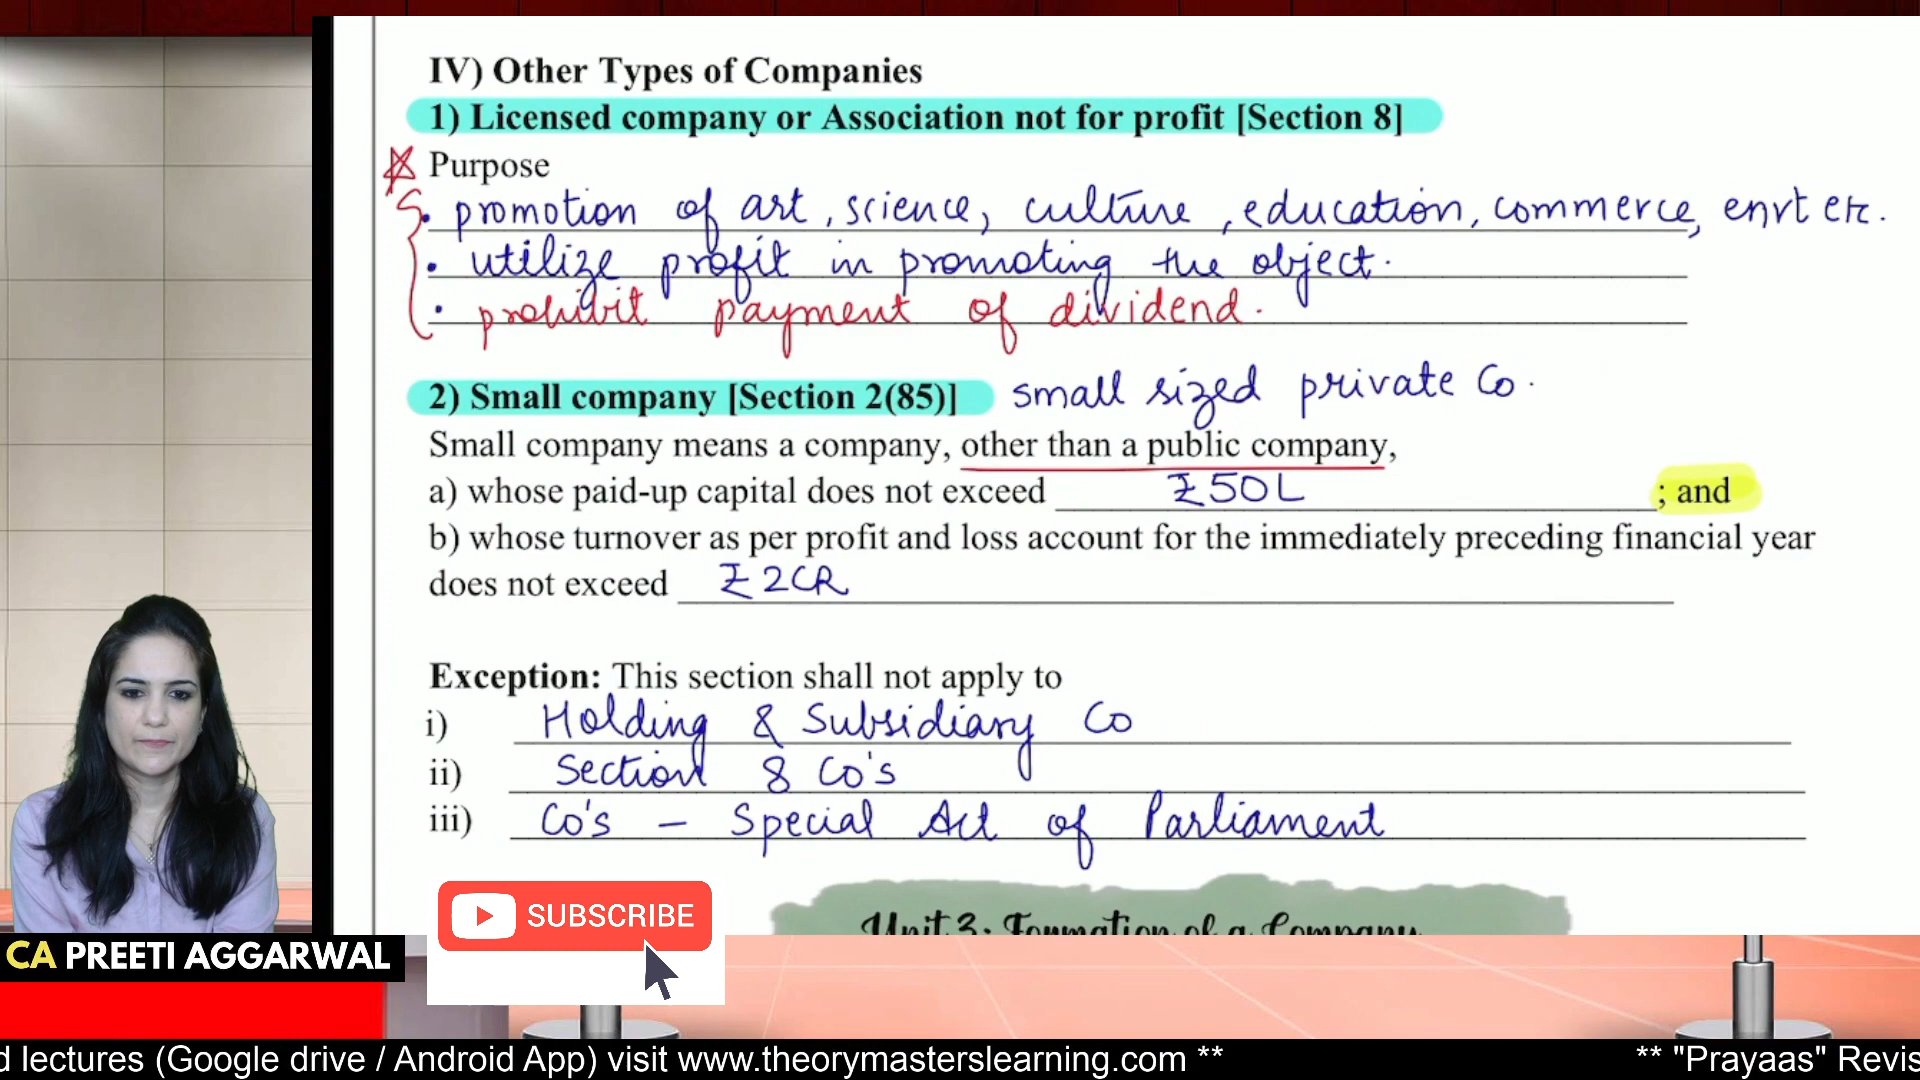 IV) Other Types of Companies
1) Licensed company or Association not for profit [Section 8]
Purpose
• promotion of art, science, culture, education, commerce, envt etc.
• utilize profit in promoting the object.
• prohibit payment of dividend.
2) Small company [Section 2(85)] small sized private Co.
Small company means a company, other than a public company,
a) whose paid-up capital does not exceed ₹50L ; and
b) whose turnover as per profit and loss account for the immediately preceding financial year
does not exceed ₹2CR
Exception: This section shall not apply to
i) Holding & Subsidiary Co
ii) Section 8 Co's
iii) Co's – Special Act of Parliament
Unit 3: Formation of a Company
SUBSCRIBE
CA PREETI AGGARWAL
d lectures (Google drive / Android App) visit www.theorymasterslearning.com ** ** "Prayaas" Revis